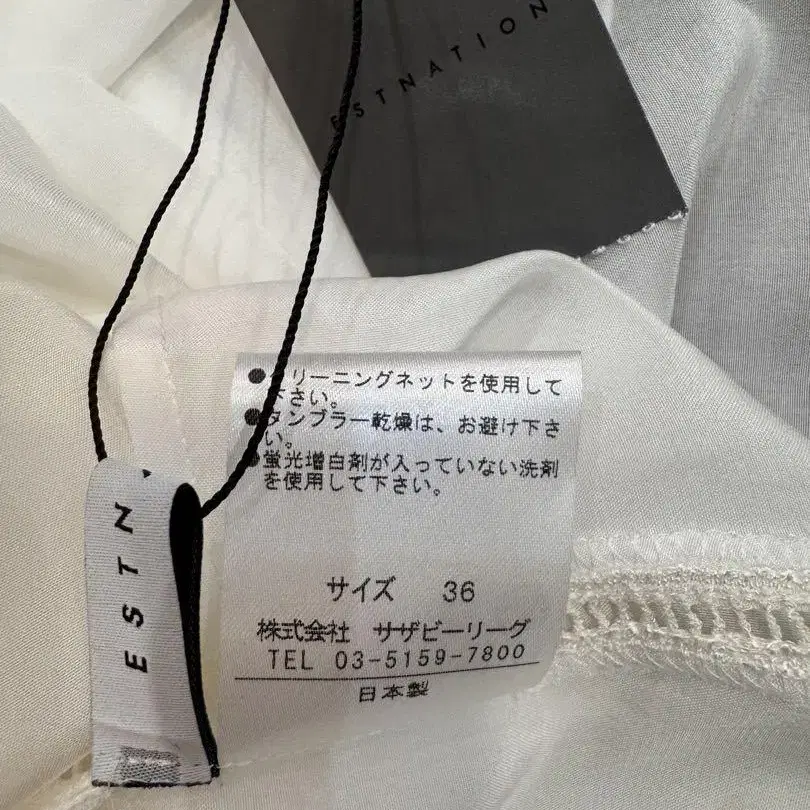 ESTNATION
●クリーニングネットを使用して
下さい。
●タンブラー乾燥は、お避け下さ
い。
●蛍光増白剤が入っていない洗剤
を使用して下さい。
サイズ 36
株式会社 サザビーリーグ
TEL 03-5159-7800
日本製
ESTN